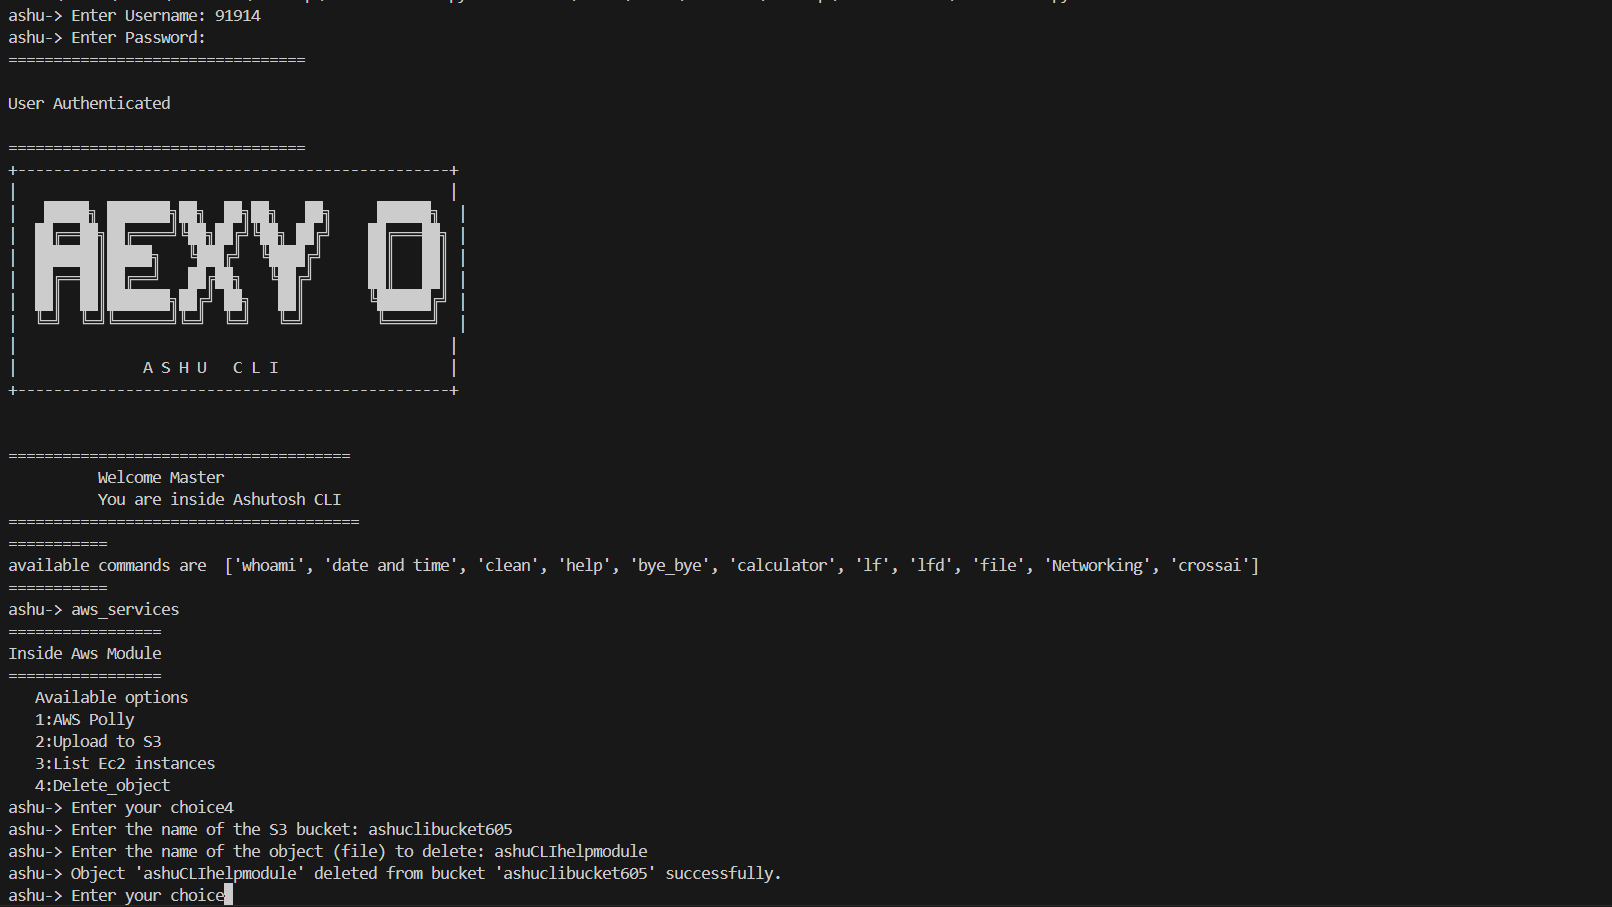 ashu-> Enter Username: 91914
ashu-> Enter Password:
=================================
User Authenticated
=================================
+------------------------------------------------+
AEXY O
A S H U   C L I
+------------------------------------------------+
======================================
Welcome Master
You are inside Ashutosh CLI
=======================================
===========
available commands are  ['whoami', 'date and time', 'clean', 'help', 'bye_bye', 'calculator', 'lf', 'lfd', 'file', 'Networking', 'crossai']
===========
ashu-> aws_services
=================
Inside Aws Module
=================
Available options
1:AWS Polly
2:Upload to S3
3:List Ec2 instances
4:Delete_object
ashu-> Enter your choice4
ashu-> Enter the name of the S3 bucket: ashuclibucket605
ashu-> Enter the name of the object (file) to delete: ashuCLIhelpmodule
ashu-> Object 'ashuCLIhelpmodule' deleted from bucket 'ashuclibucket605' successfully.
ashu-> Enter your choice